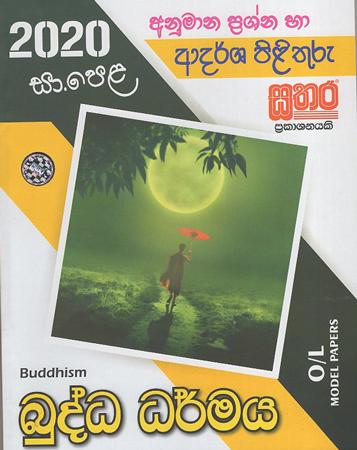 2020
සා.පෙළ
අනුමාන ප්‍රශ්න හා
ආදර්ශ පිළිතුරු
සතර
ප්‍රකාශනයකි
O/L
MODEL PAPERS
Buddhism
බුද්ධ ධර්මය